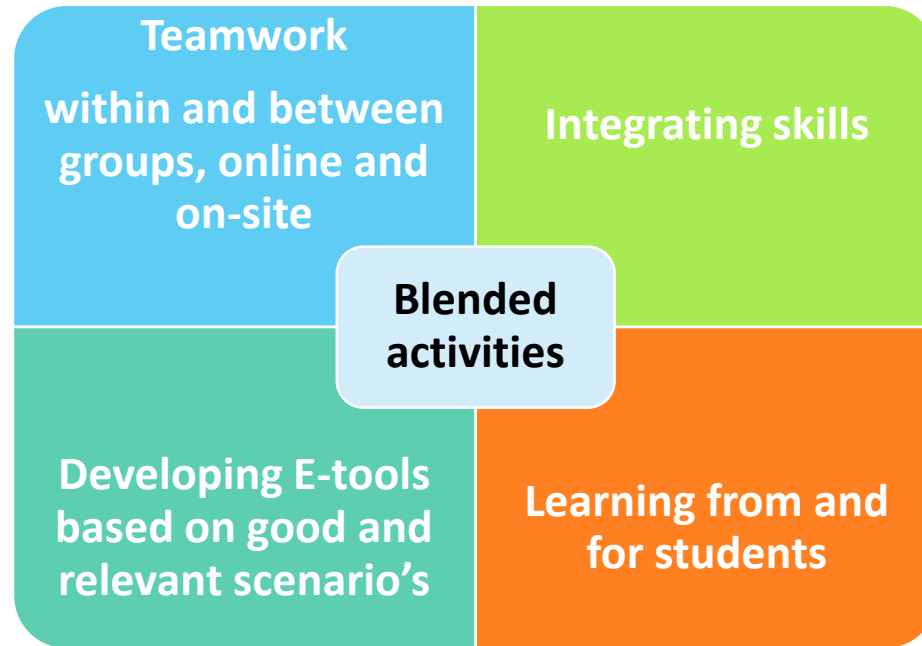 Teamwork
within and between
groups, online and
on-site
Integrating skills
Blended
activities
Developing E-tools
based on good and
relevant scenario’s
Learning from and
for students